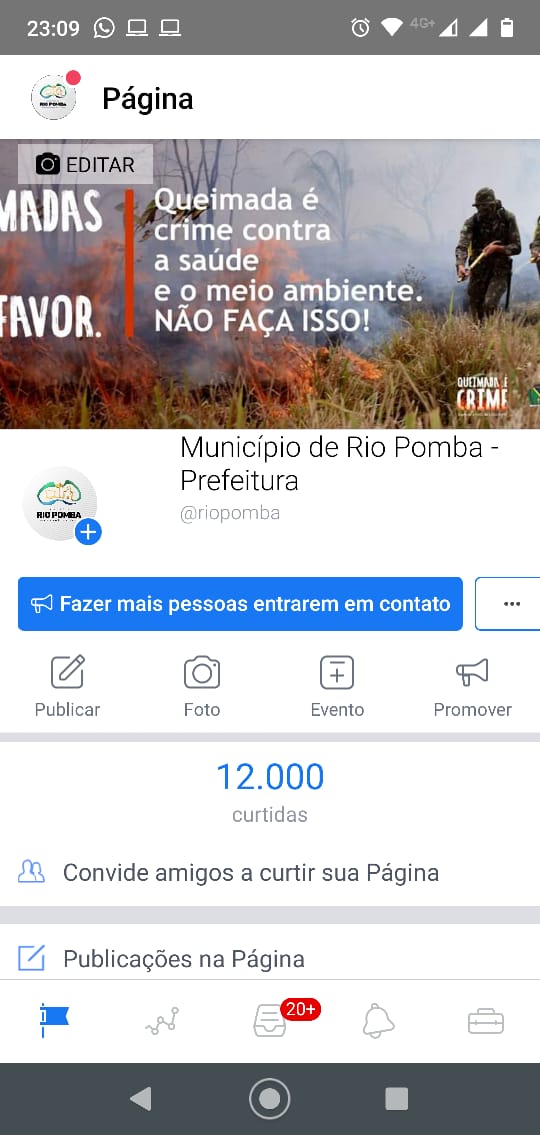 23:09
4G+
RIO POMBA
Página
EDITAR
MADAS
FAVOR.
Queimada é
crime contra
a saúde
e o meio ambiente.
NÃO FAÇA ISSO!
QUEIMADA É
CRIME
Município de Rio Pomba -
Prefeitura
@riopomba
RIO POMBA
Fazer mais pessoas entrarem em contato
...
Publicar
Foto
Evento
Promover
12.000
curtidas
Convide amigos a curtir sua Página
Publicações na Página
20+